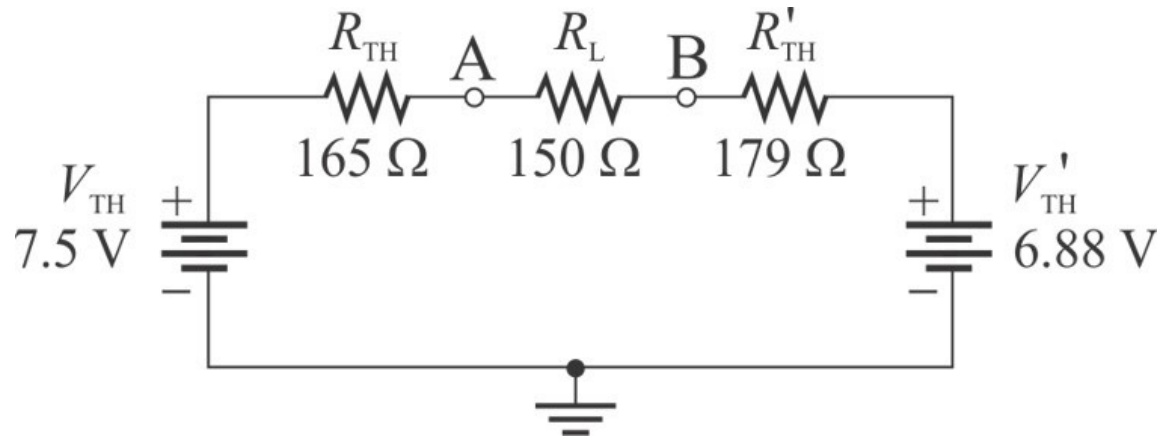 R_TH A R_L B R'_TH
165 Ω 150 Ω 179 Ω
V_TH + + V'_TH
7.5 V 6.88 V
− −